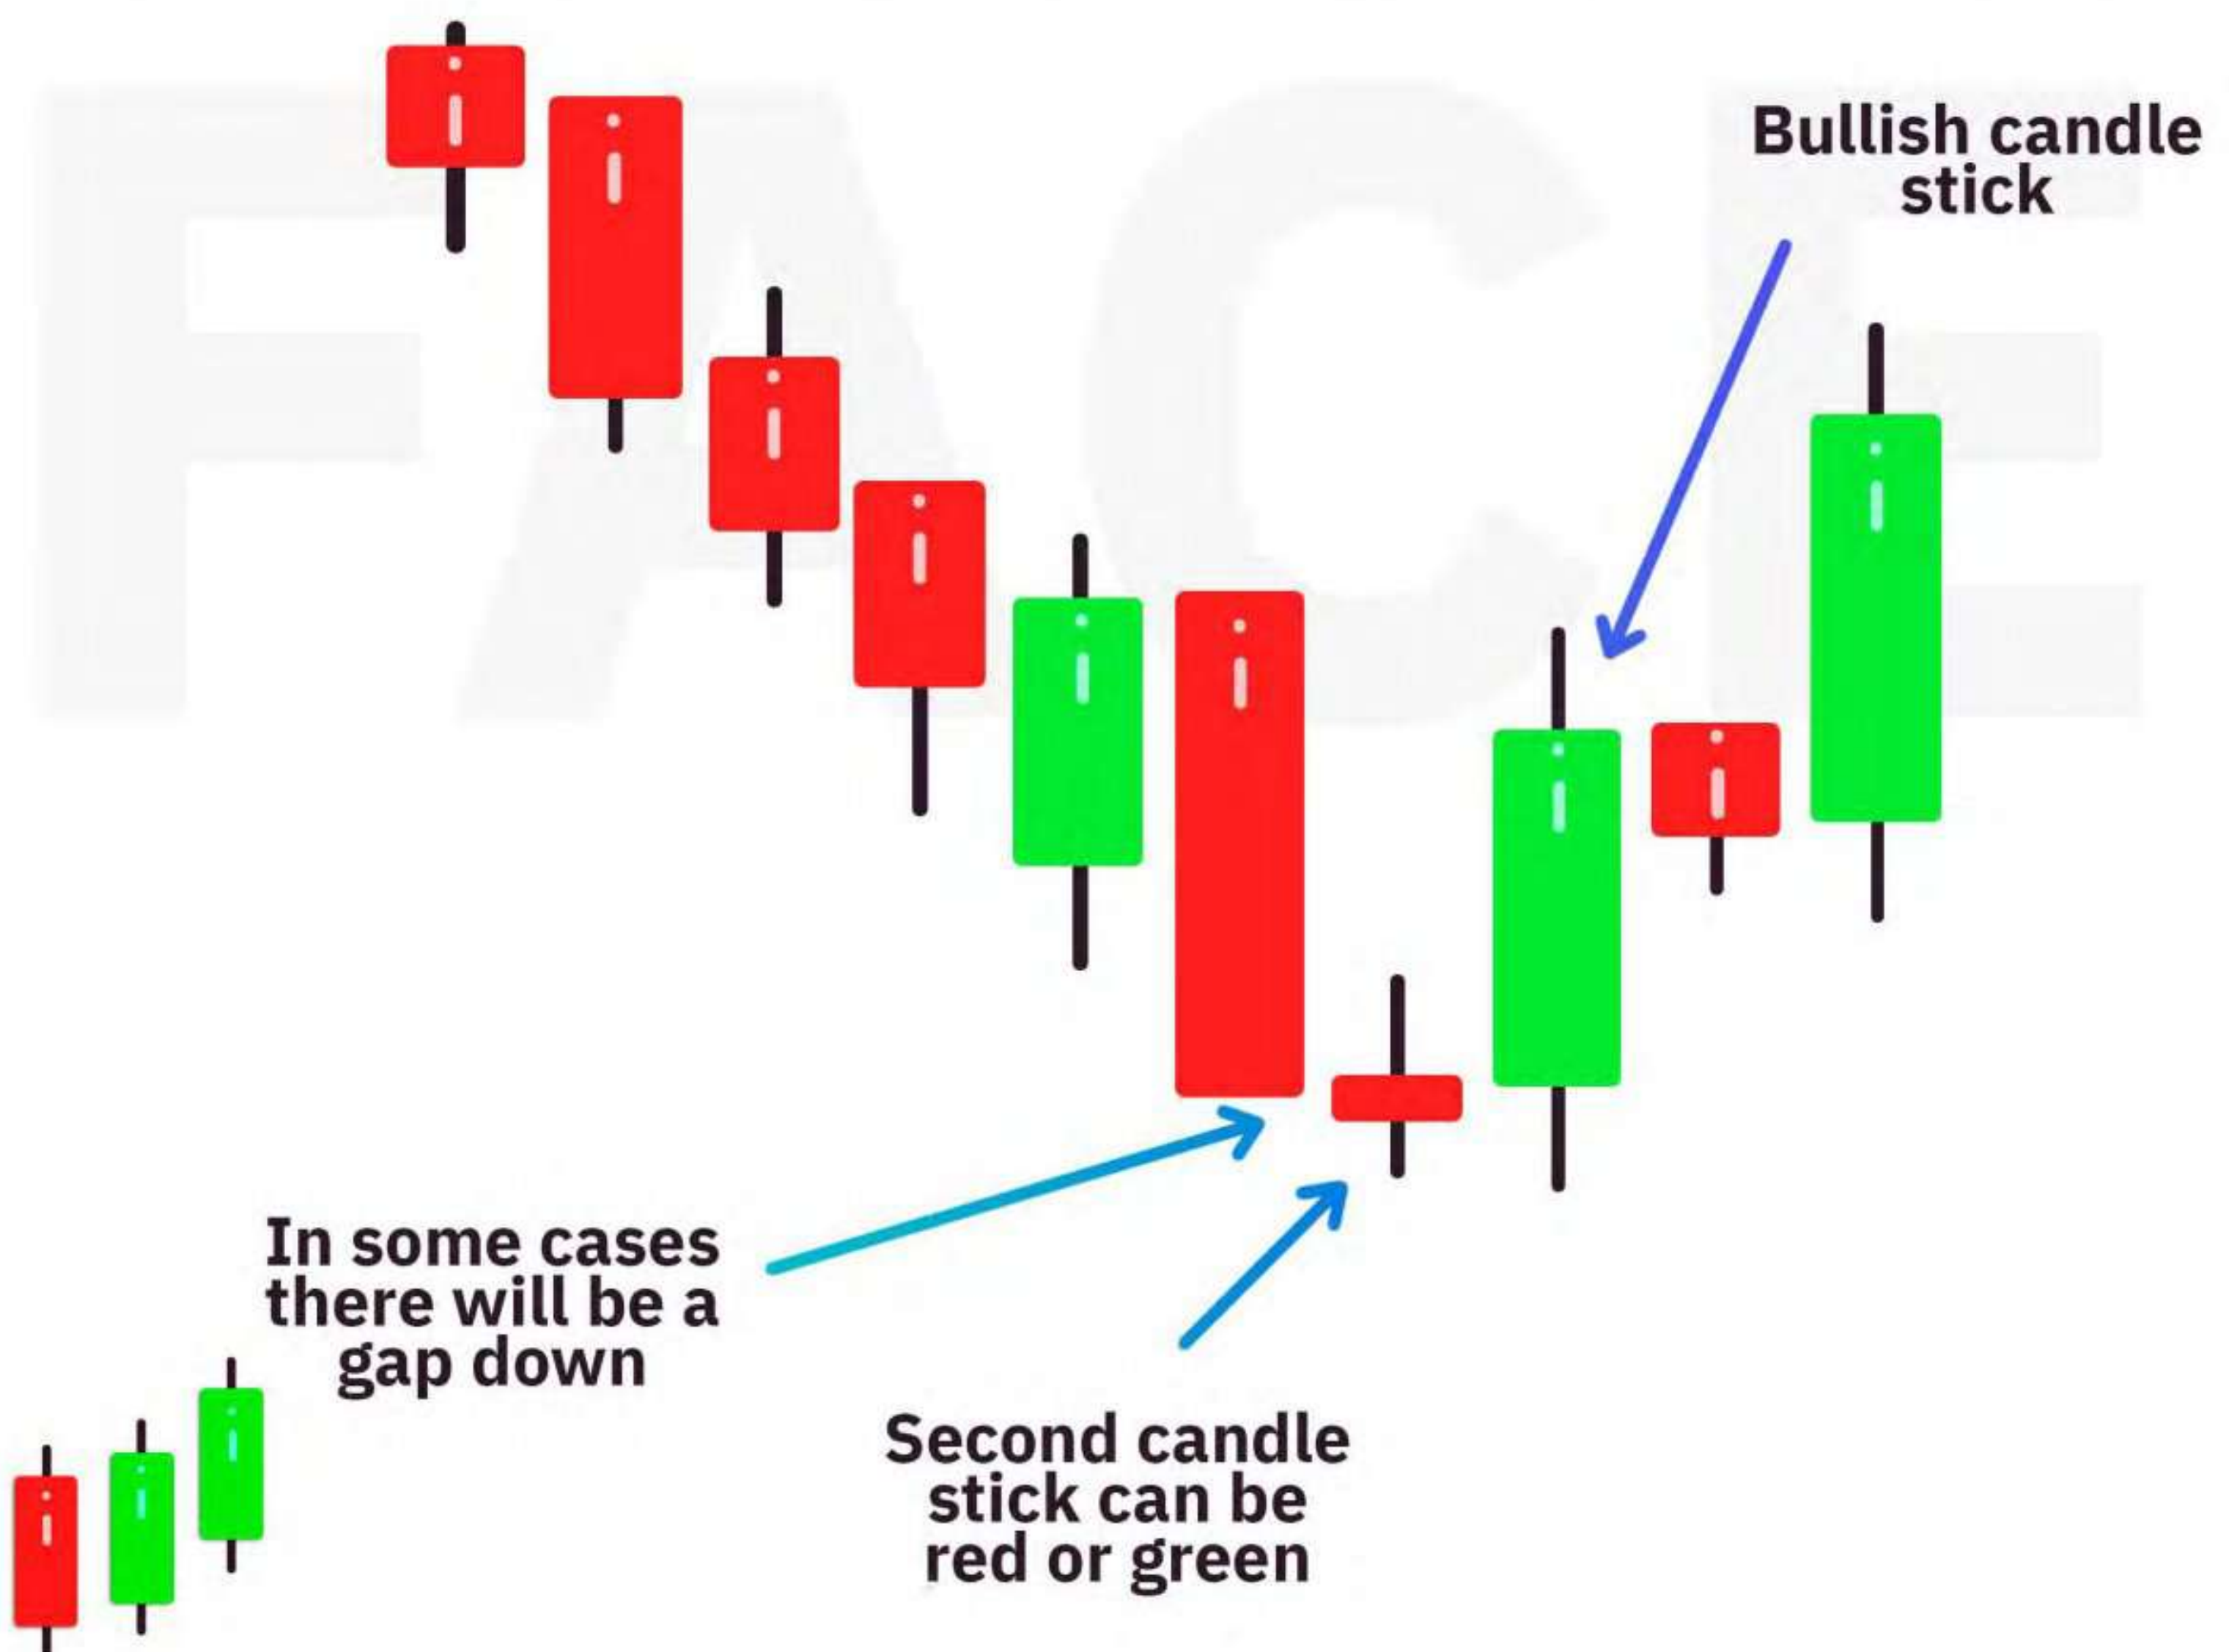 FACE
Bullish candle
stick
In some cases
there will be a
gap down
Second candle
stick can be
red or green